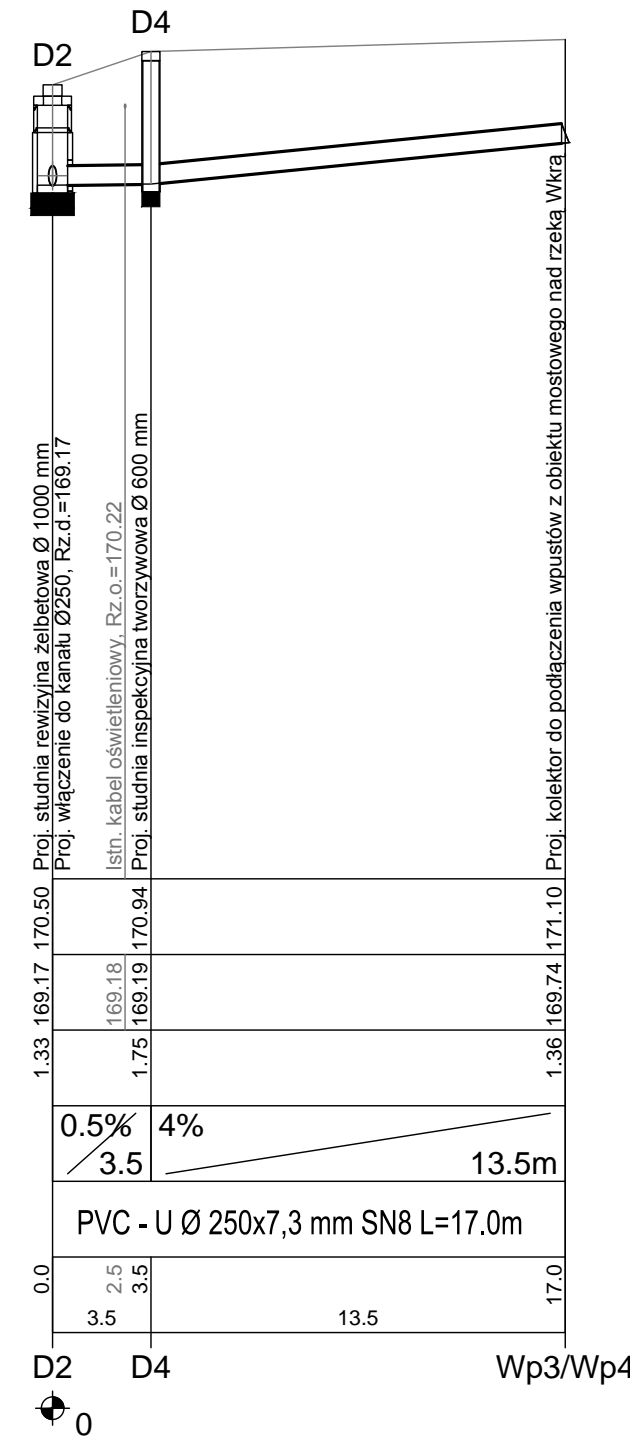 D4
D2
Proj. studnia rewizyjna żelbetowa Ø 1000 mm
Proj. włączenie do kanału Ø250, Rz.d.=169.17
Istn. kabel oświetleniowy, Rz.o.=170.22
Proj. studnia inspekcyjna tworzywowa Ø 600 mm
Proj. kolektor do podłączenia wpustów z obiektu mostowego nad rzeką Wkrą
170.50 170.94 171.10
169.17 169.18 169.19 169.74
1.33 1.75 1.36
0.5% 4%
3.5 13.5m
PVC - U Ø 250x7,3 mm SN8 L=17.0m
0.0 2.5 3.5 17.0
3.5 13.5
D2 D4 Wp3/Wp4
0